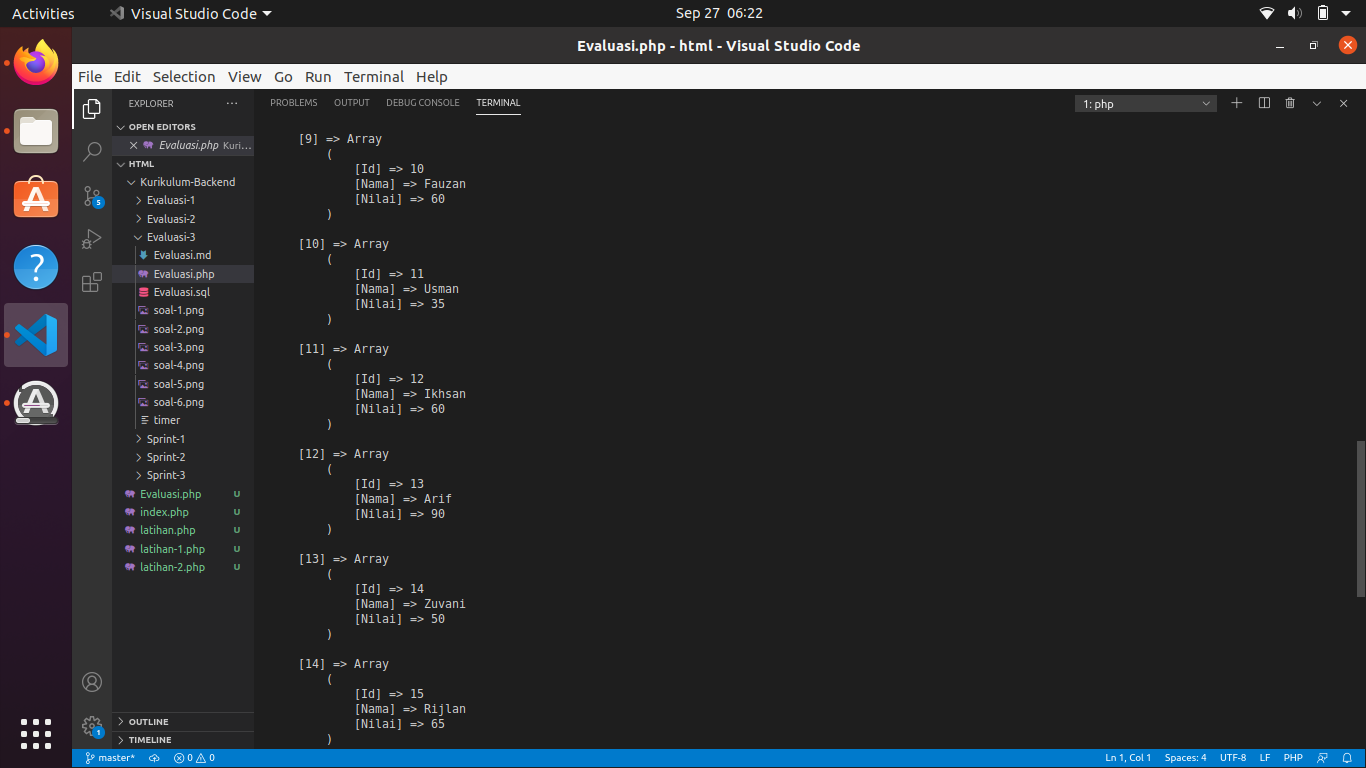 Activities
Visual Studio Code
Sep 27 06:22
Evaluasi.php - html - Visual Studio Code
File Edit Selection View Go Run Terminal Help
EXPLORER
OPEN EDITORS
Evaluasi.php Kuri...
HTML
Kurikulum-Backend
Evaluasi-1
Evaluasi-2
Evaluasi-3
Evaluasi.md
Evaluasi.php
Evaluasi.sql
soal-1.png
soal-2.png
soal-3.png
soal-4.png
soal-5.png
soal-6.png
timer
Sprint-1
Sprint-2
Sprint-3
Evaluasi.php U
index.php U
latihan.php U
latihan-1.php U
latihan-2.php U
OUTLINE
TIMELINE
5
1
PROBLEMS OUTPUT DEBUG CONSOLE TERMINAL
1: php
[9] => Array
(
[Id] => 10
[Nama] => Fauzan
[Nilai] => 60
)
[10] => Array
(
[Id] => 11
[Nama] => Usman
[Nilai] => 35
)
[11] => Array
(
[Id] => 12
[Nama] => Ikhsan
[Nilai] => 60
)
[12] => Array
(
[Id] => 13
[Nama] => Arif
[Nilai] => 90
)
[13] => Array
(
[Id] => 14
[Nama] => Zuvani
[Nilai] => 50
)
[14] => Array
(
[Id] => 15
[Nama] => Rijlan
[Nilai] => 65
)
master* 0 0
Ln 1, Col 1 Spaces: 4 UTF-8 LF PHP